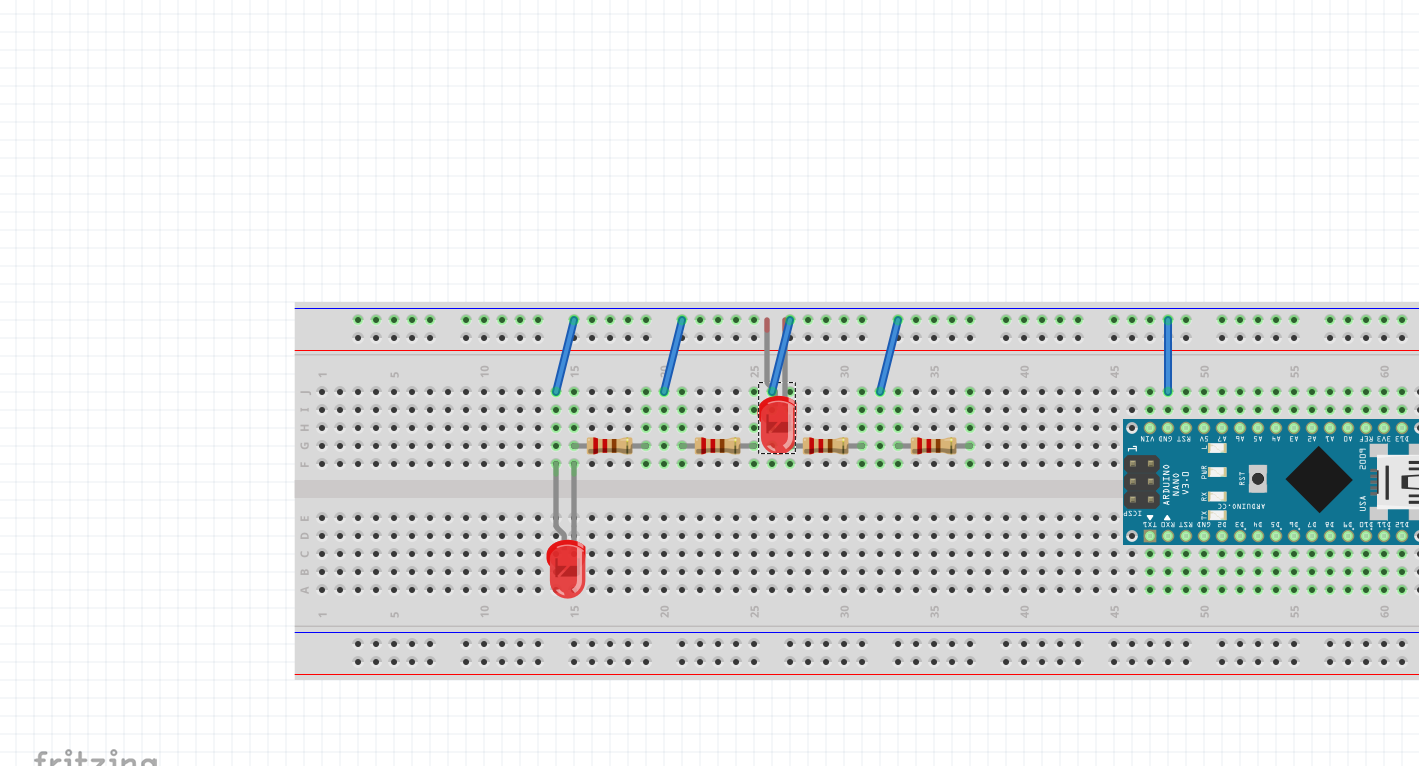 1 5 10 15 20 25 30 35 40 45 50 55 60
J
I
H
G
F
VIN GND RST 5V A7 A6 A5 A4 A3 A2 A1 A0 REF 3V3 D13
1
L
PWR
RX
TX
RST
ARDUINO
NANO
V3.0
ICSP
ARDUINO.CC
2009
USA
TX1 RX0 RST GND D2 D3 D4 D5 D6 D7 D8 D9 D10 D11 D12
E
D
C
B
A
1 5 10 15 20 25 30 35 40 45 50 55 60
fritzing